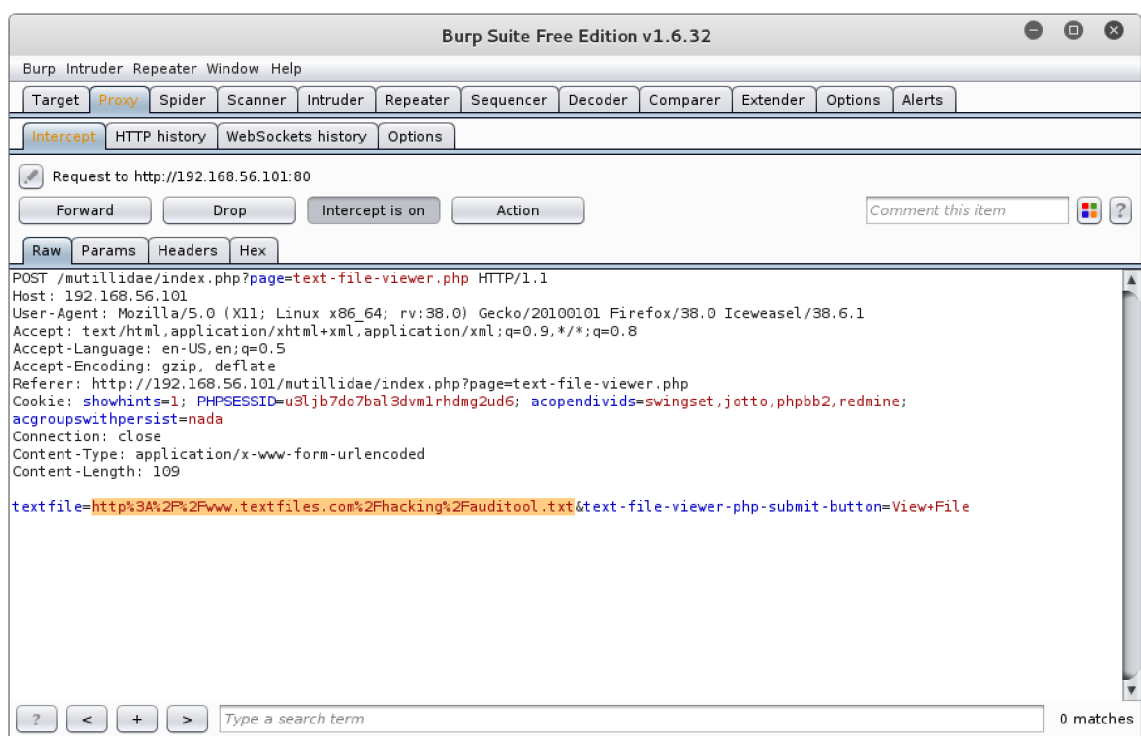 Burp Suite Free Edition v1.6.32
Burp Intruder Repeater Window Help
Target Proxy Spider Scanner Intruder Repeater Sequencer Decoder Comparer Extender Options Alerts
Intercept HTTP history WebSockets history Options
Request to http://192.168.56.101:80
Forward Drop Intercept is on Action Comment this item ?
Raw Params Headers Hex
POST /mutillidae/index.php?page=text-file-viewer.php HTTP/1.1
Host: 192.168.56.101
User-Agent: Mozilla/5.0 (X11; Linux x86_64; rv:38.0) Gecko/20100101 Firefox/38.0 Iceweasel/38.6.1
Accept: text/html,application/xhtml+xml,application/xml;q=0.9,*/*;q=0.8
Accept-Language: en-US,en;q=0.5
Accept-Encoding: gzip, deflate
Referer: http://192.168.56.101/mutillidae/index.php?page=text-file-viewer.php
Cookie: showhints=1; PHPSESSID=u3ljb7do7bal3dvm1rhdmg2ud6; acopendivids=swingset,jotto,phpbb2,redmine;
acgroupswithpersist=nada
Connection: close
Content-Type: application/x-www-form-urlencoded
Content-Length: 109
textfile=http%3A%2F%2Fwww.textfiles.com%2Fhacking%2Fauditool.txt&text-file-viewer-php-submit-button=View+File
? < + > Type a search term 0 matches